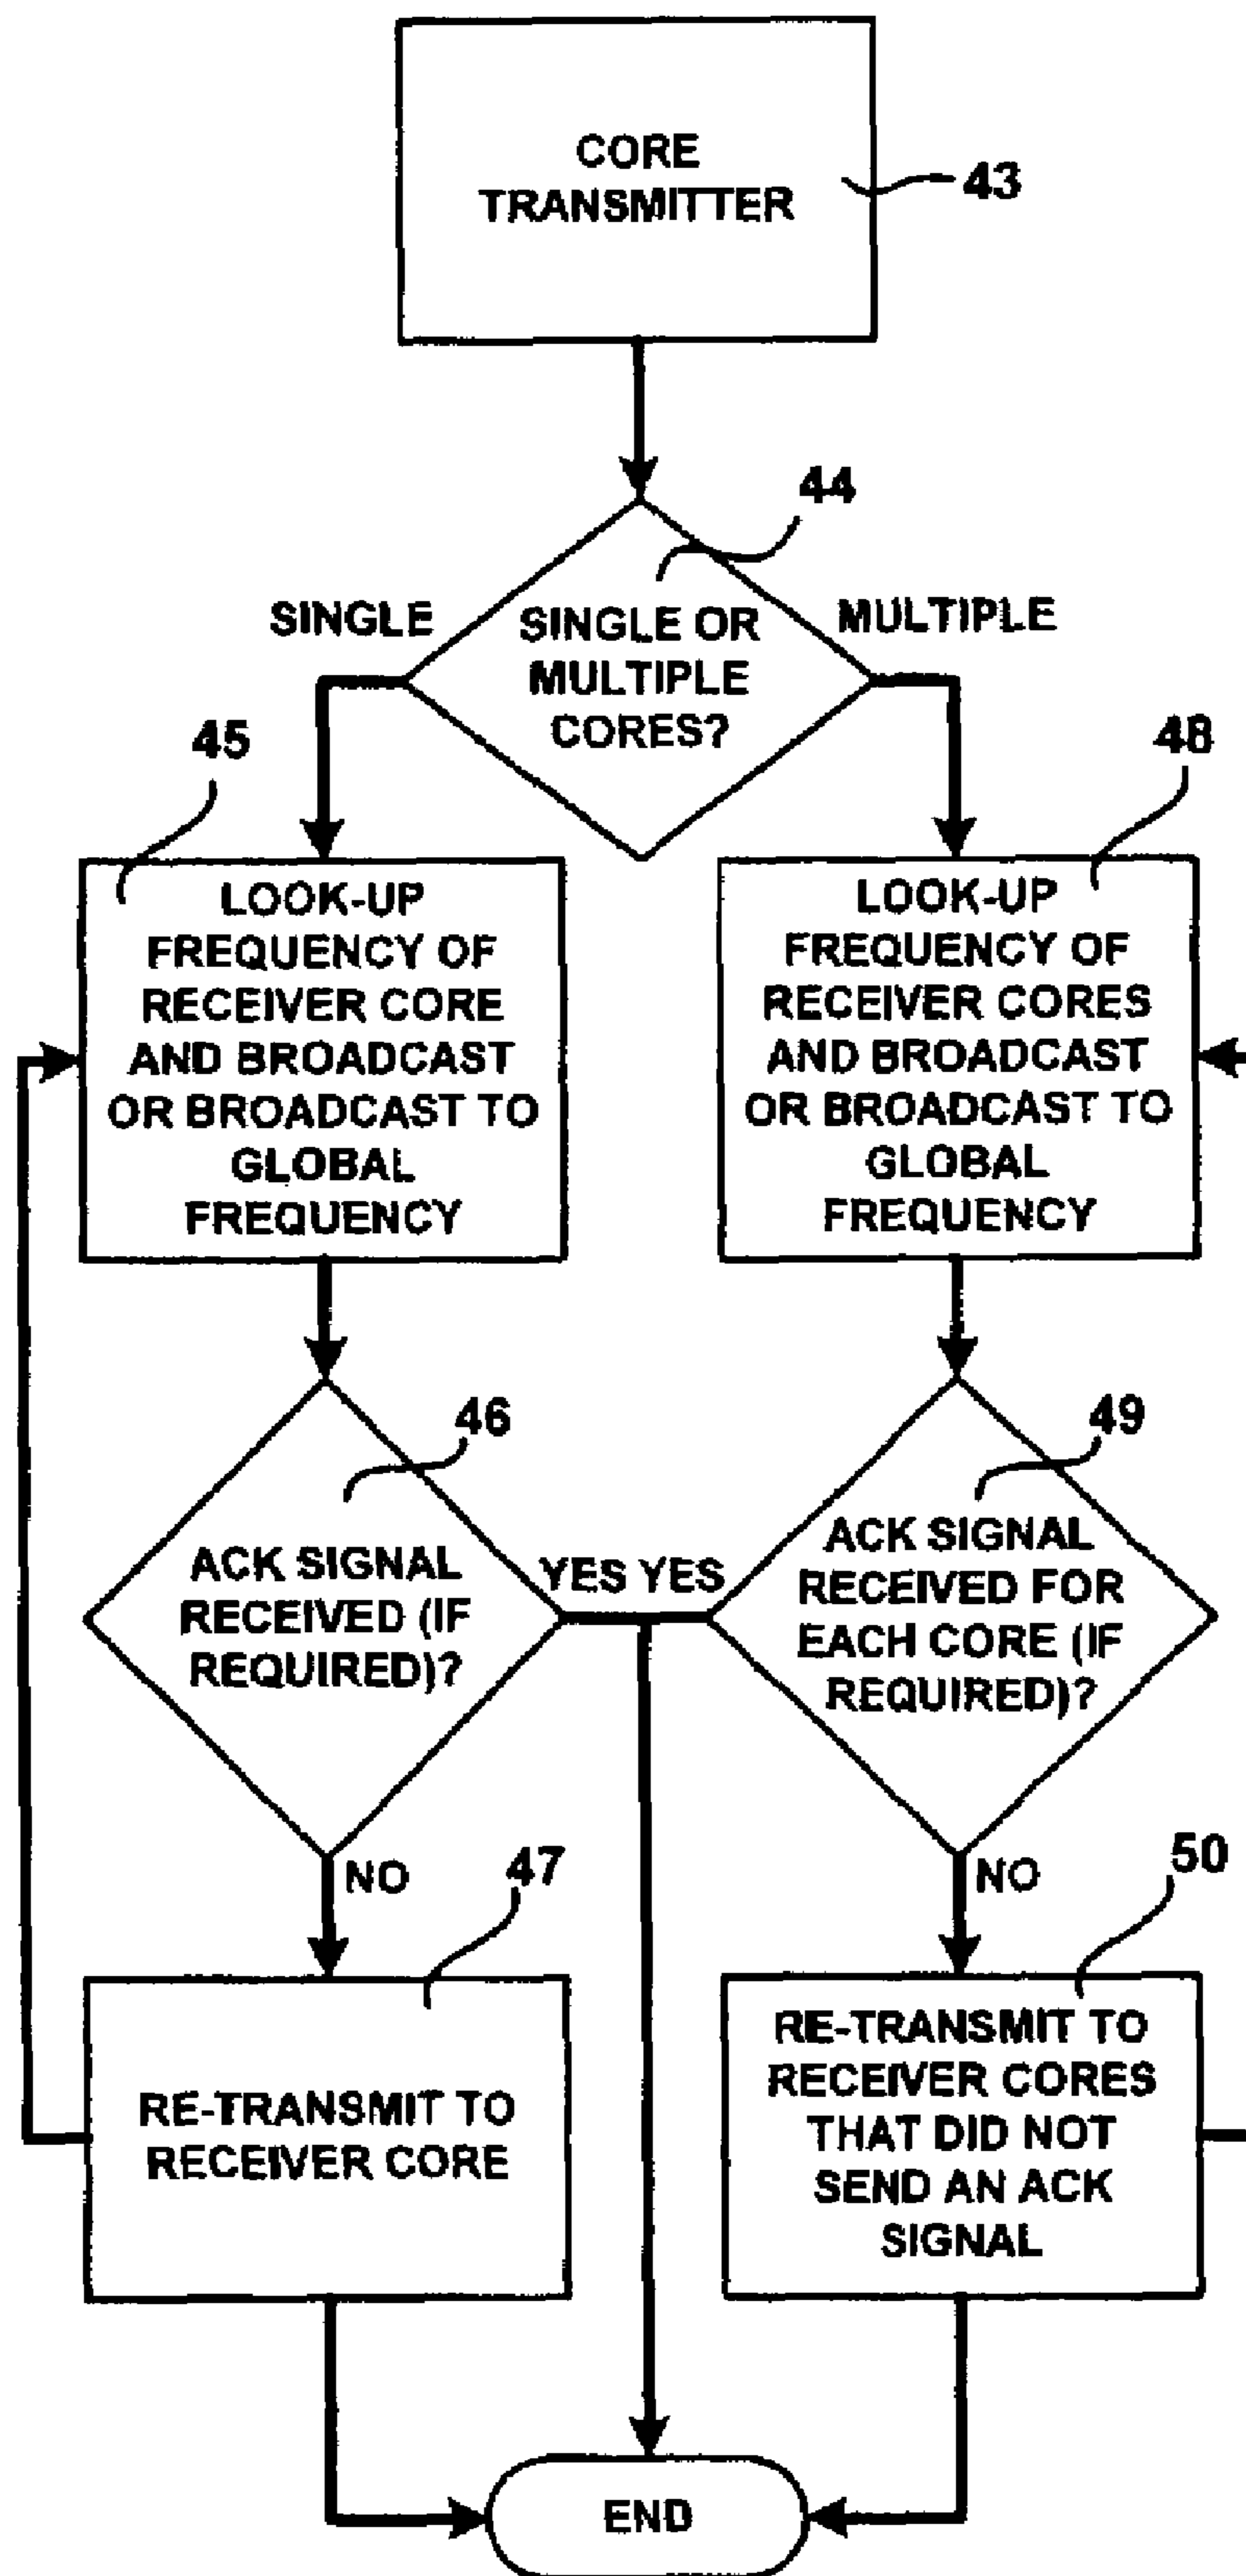 CORE
TRANSMITTER
43
44
SINGLE
SINGLE OR
MULTIPLE
CORES?
MULTIPLE
45
LOOK-UP
FREQUENCY OF
RECEIVER CORE
AND BROADCAST
OR BROADCAST TO
GLOBAL
FREQUENCY
48
LOOK-UP
FREQUENCY OF
RECEIVER CORES
AND BROADCAST
OR BROADCAST TO
GLOBAL
FREQUENCY
46
ACK SIGNAL
RECEIVED (IF
REQUIRED)?
YES YES
49
ACK SIGNAL
RECEIVED FOR
EACH CORE (IF
REQUIRED)?
NO
47
RE-TRANSMIT TO
RECEIVER CORE
NO
50
RE-TRANSMIT TO
RECEIVER CORES
THAT DID NOT
SEND AN ACK
SIGNAL
END